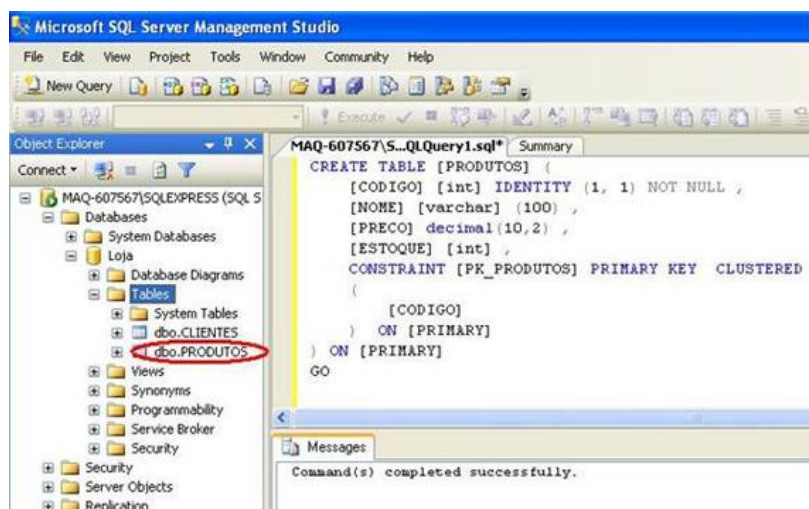 Microsoft SQL Server Management Studio
File Edit View Project Tools Window Community Help
New Query
Execute
Object Explorer
MAQ-607567\S...QLQuery1.sql* Summary
Connect
MAQ-607567\SQLEXPRESS (SQL S
Databases
System Databases
Loja
Database Diagrams
Tables
System Tables
dbo.CLIENTES
dbo.PRODUTOS
Views
Synonyms
Programmability
Service Broker
Security
Security
Server Objects
Replication
CREATE TABLE [PRODUTOS] (
[CODIGO] [int] IDENTITY (1, 1) NOT NULL ,
[NOME] [varchar] (100) ,
[PRECO] decimal(10,2) ,
[ESTOQUE] [int] ,
CONSTRAINT [PK_PRODUTOS] PRIMARY KEY CLUSTERED
(
[CODIGO]
) ON [PRIMARY]
) ON [PRIMARY]
GO
Messages
Command(s) completed successfully.